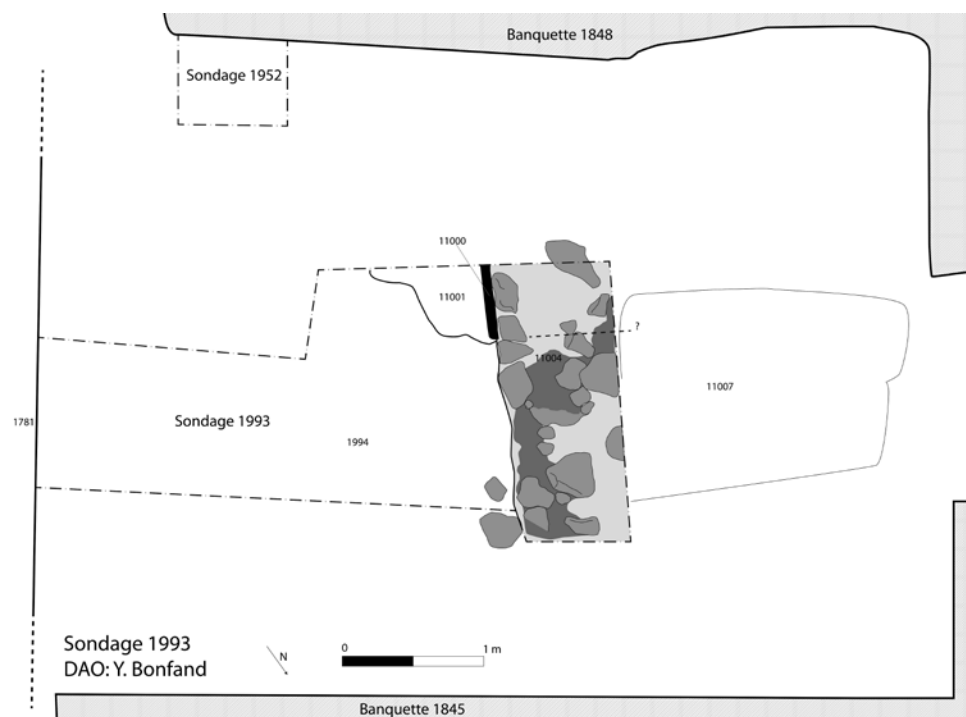 Banquette 1848
Sondage 1952
11000
11001
?
11004
11007
1781
Sondage 1993
1994
Sondage 1993
DAO: Y. Bonfand
N
0
1 m
Banquette 1845